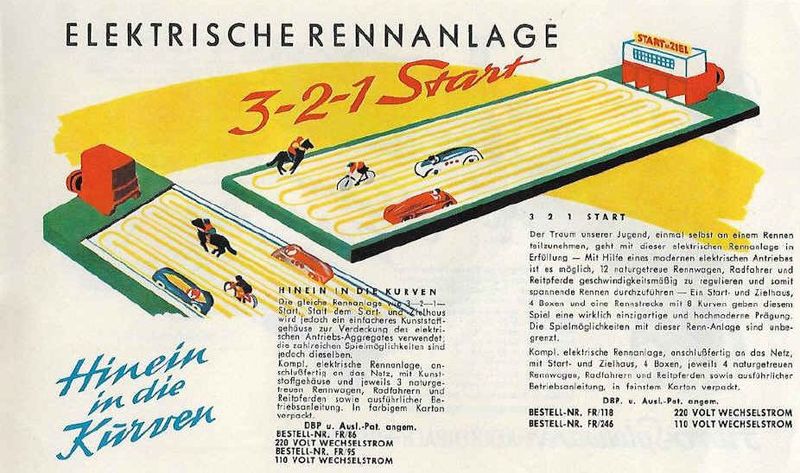 ELEKTRISCHE RENNANLAGE
3-2-1 Start
START u. ZIEL
3 2 1 START
Der Traum unserer Jugend, einmal selbst an einem Rennen
teilzunehmen, geht mit dieser elektrischen Rennanlage in
Erfüllung — Mit Hilfe eines modernen elektrischen Antriebes
ist es möglich, 12 naturgetreue Rennwagen, Radfahrer und
Reitpferde geschwindigkeitsmäßig zu regulieren und somit
spannende Rennen durchzuführen — Ein Start- und Zielhaus,
4 Boxen und eine Rennstrecke mit 8 Kurven geben diesem
Spiel eine wirklich einzigartige und hochmoderne Prägung.
Die Spielmöglichkeiten mit dieser Renn-Anlage sind unbe-
grenzt.
Kompl. elektrische Rennanlage, anschlußfertig an das Netz,
mit Start- und Zielhaus, 4 Boxen, jeweils 4 naturgetreuen
Rennwagen, Radfahrern und Reitpferden sowie ausführlicher
Betriebsanleitung, in feinstem Karton verpackt.
DBP. u. Ausl.-Pat. angem.
BESTELL-NR. FR/118 220 VOLT WECHSELSTROM
BESTELL-NR. FR/246 110 VOLT WECHSELSTROM
HINEIN IN DIE KURVEN
Die gleiche Rennanlage wie 3—2—1—
Start, Statt dem Start- und Zielhaus
wird jedoch ein einfacheres Kunststoff-
gehäuse zur Verdeckung des elektri-
schen Antriebs-Aggregates verwendet,
die zahlreichen Spielmöglichkeiten sind
jedoch dieselben.
Kompl. elektrische Rennanlage, an-
schlußfertig an das Netz, mit Kunst-
stoffgehäuse und jeweils 3 naturge-
treuen Rennwagen, Radfahrern und
Reitpferden sowie ausführlicher Be-
triebsanleitung. In farbigem Karton
verpackt.
DBP u. Ausl.-Pat. angem.
BESTELL-NR. FR/86
220 VOLT WECHSELSTROM
BESTELL-NR. FR/95
110 VOLT WECHSELSTROM
Hinein
in die
Kurven